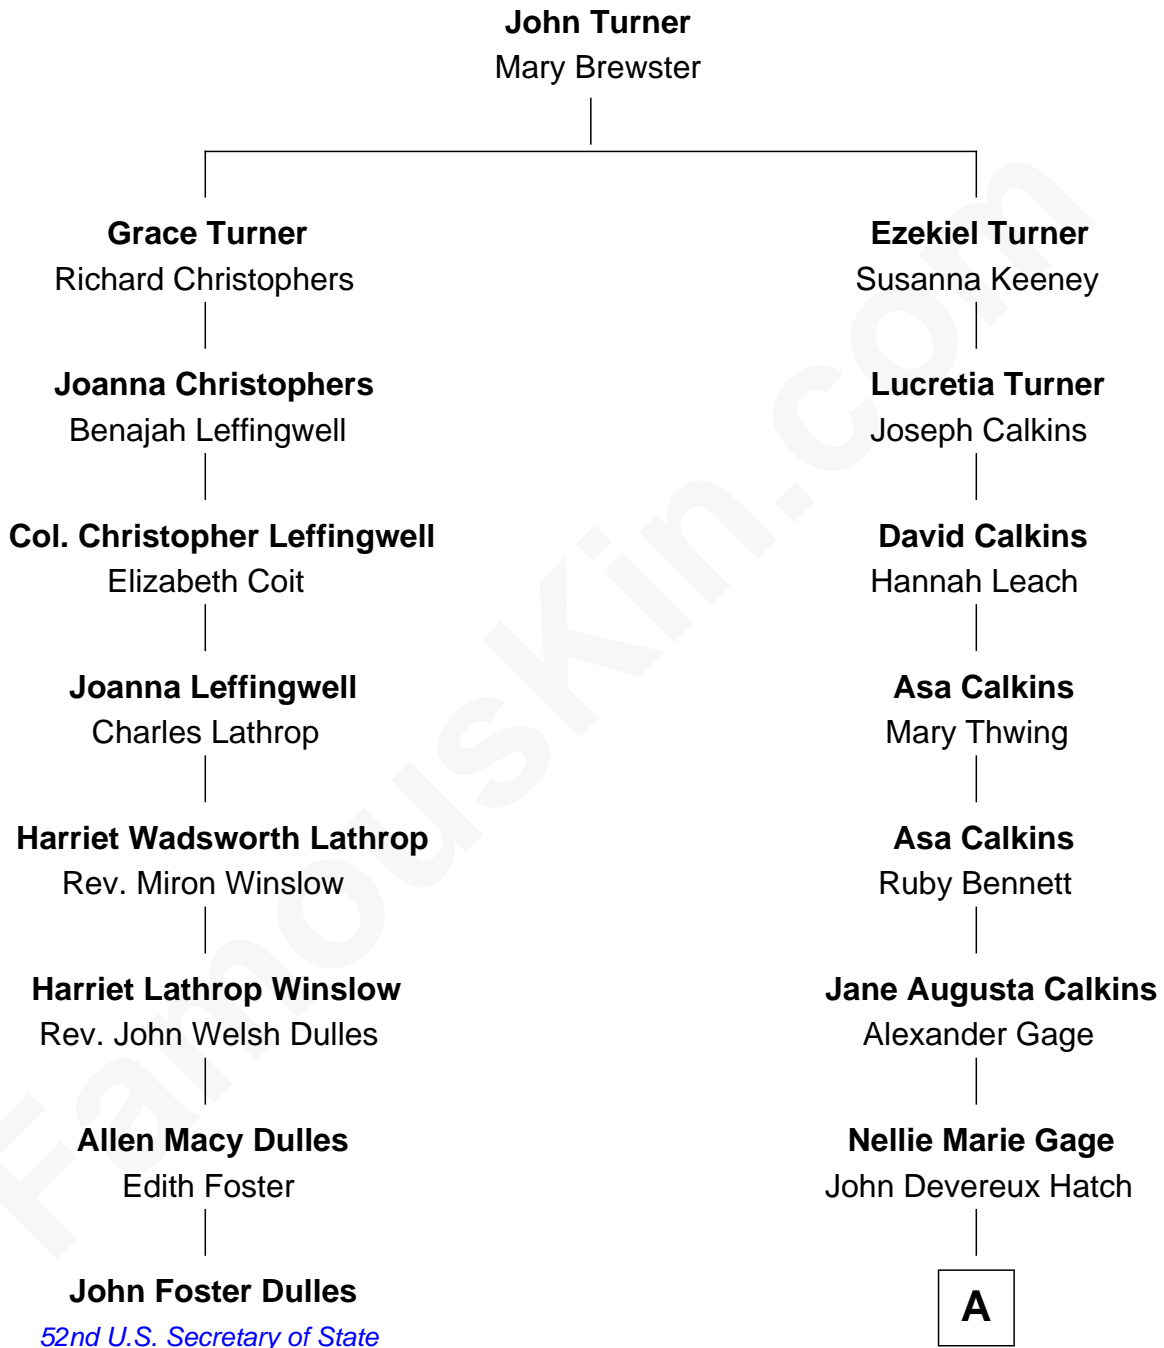 John Turner
Mary Brewster
Grace Turner
Richard Christophers
Ezekiel Turner
Susanna Keeney
Joanna Christophers
Benajah Leffingwell
Lucretia Turner
Joseph Calkins
Col. Christopher Leffingwell
Elizabeth Coit
David Calkins
Hannah Leach
Joanna Leffingwell
Charles Lathrop
Asa Calkins
Mary Thwing
Harriet Wadsworth Lathrop
Rev. Miron Winslow
Asa Calkins
Ruby Bennett
Harriet Lathrop Winslow
Rev. John Welsh Dulles
Jane Augusta Calkins
Alexander Gage
Allen Macy Dulles
Edith Foster
Nellie Marie Gage
John Devereux Hatch
John Foster Dulles
52nd U.S. Secretary of State
A
FamousKin.com